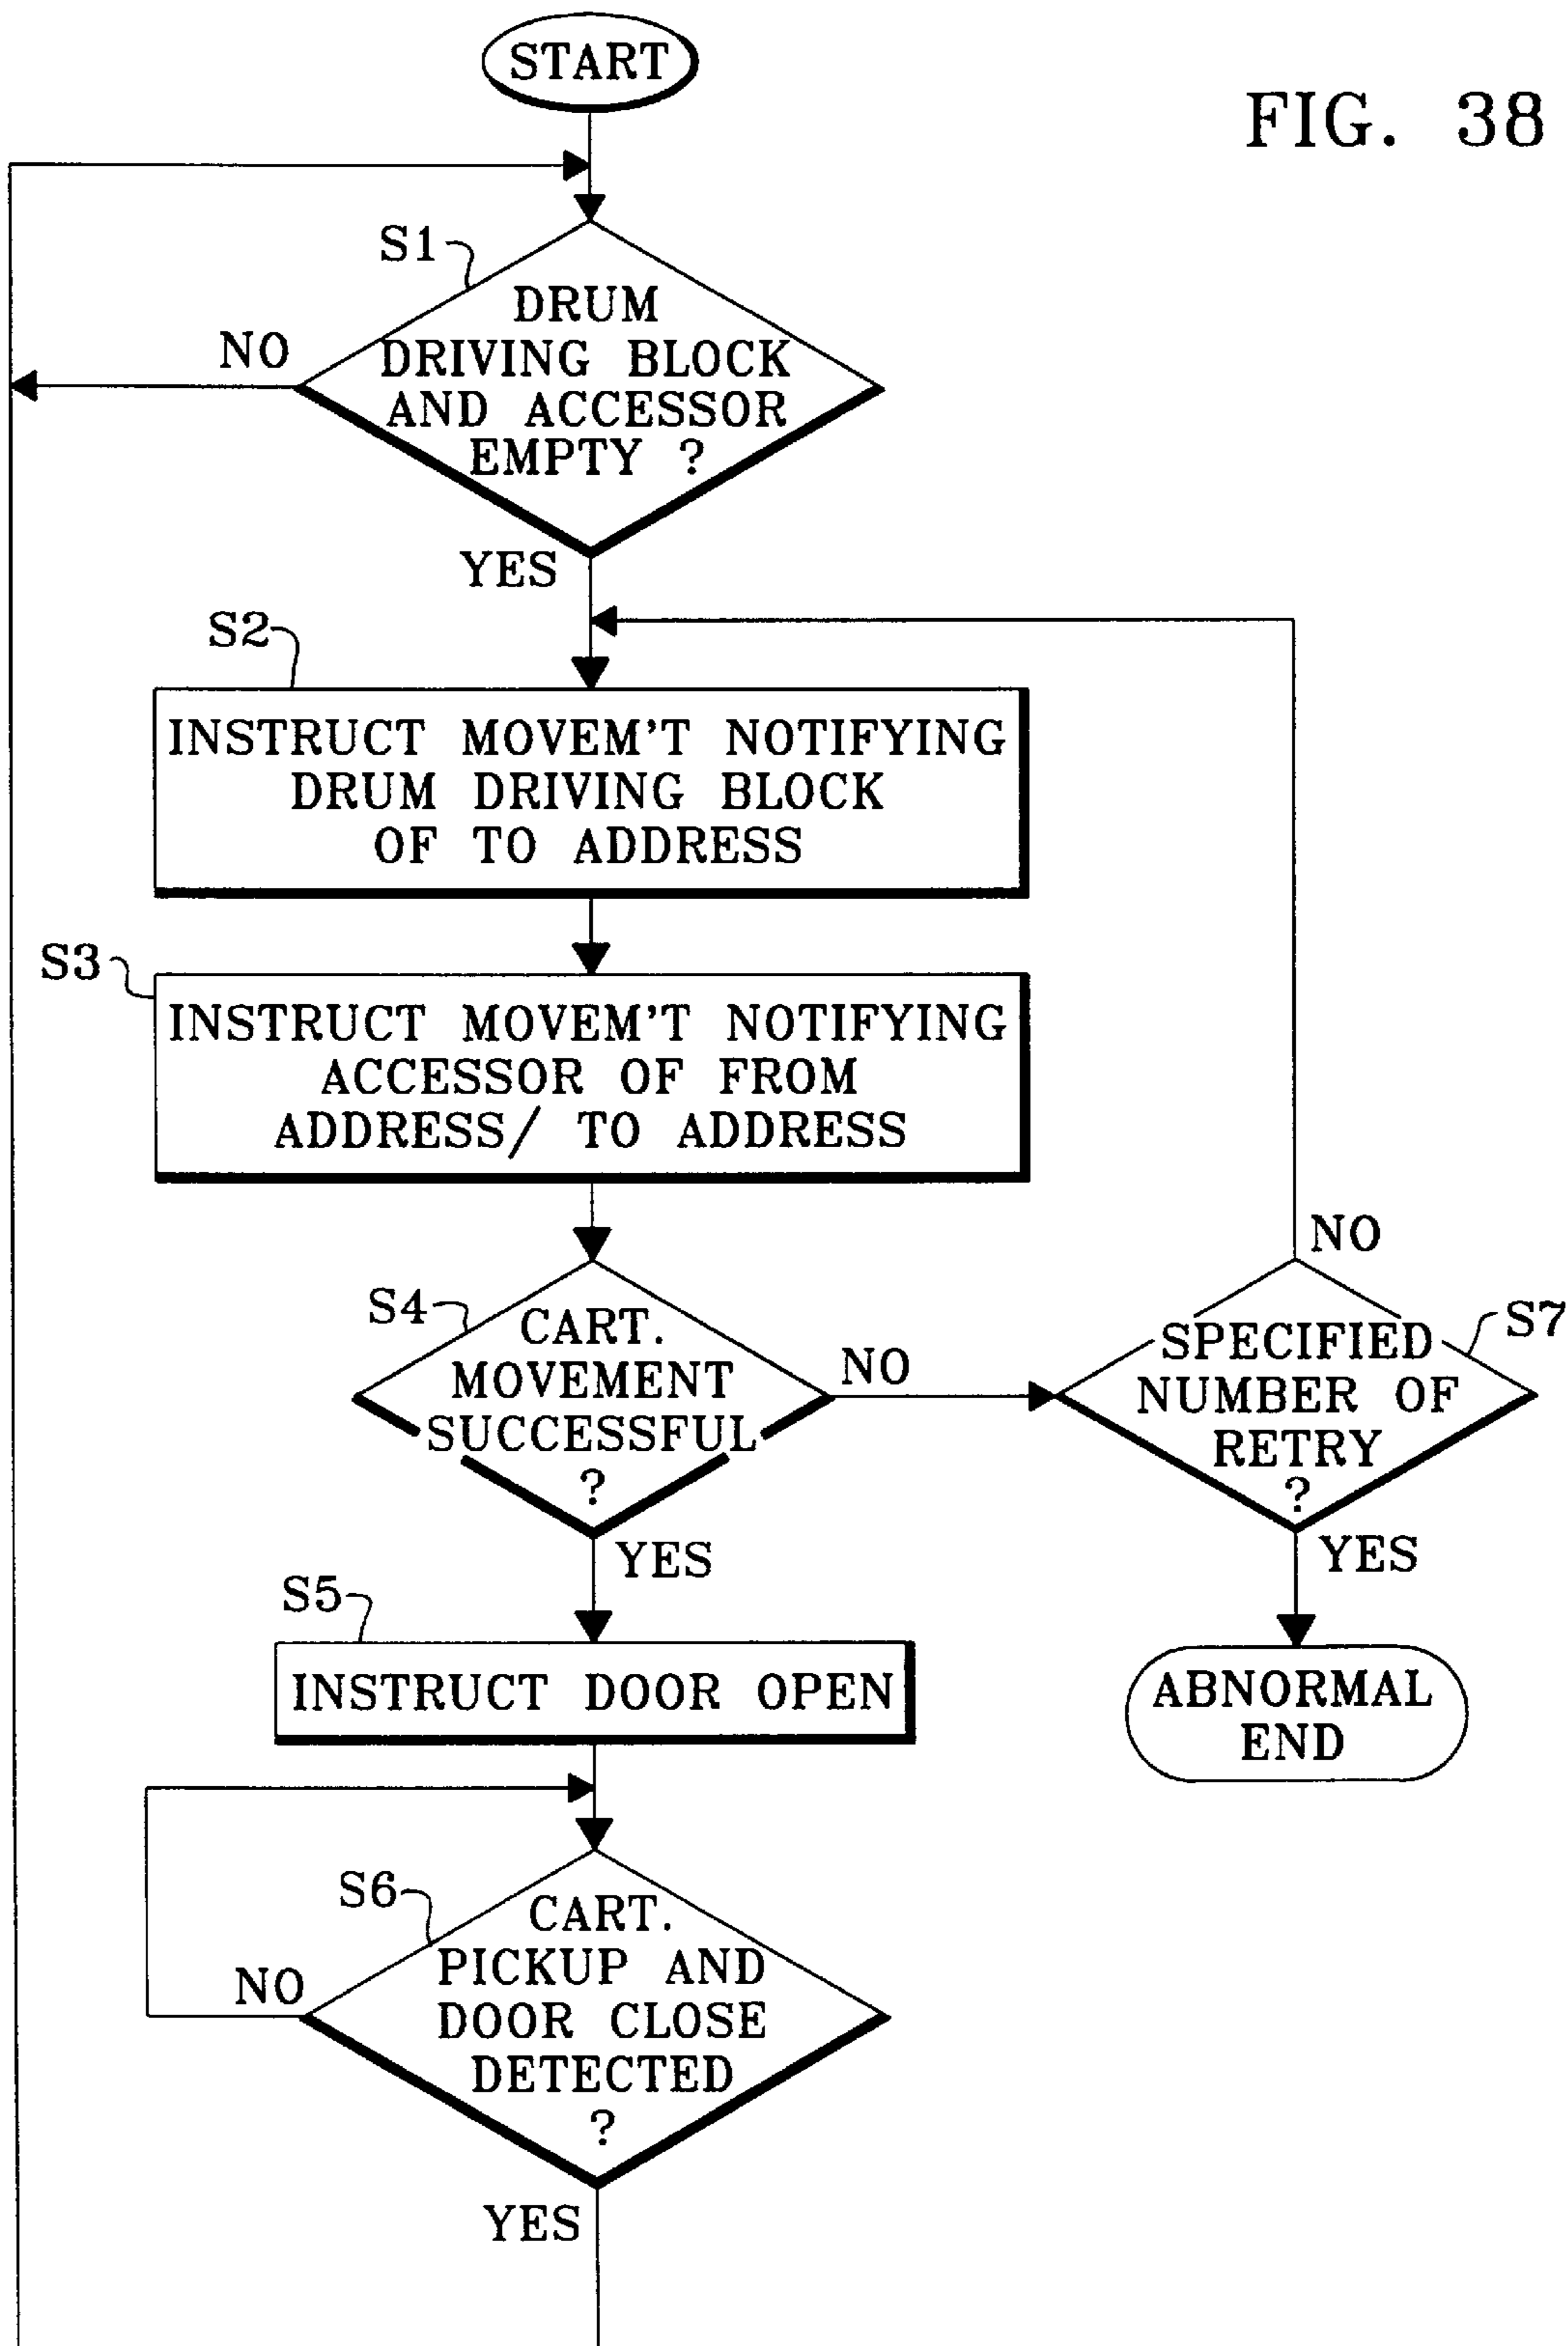 START
FIG. 38
S1
DRUM
DRIVING BLOCK
AND ACCESSOR
EMPTY ?
NO
YES
S2
INSTRUCT MOVEM'T NOTIFYING
DRUM DRIVING BLOCK
OF TO ADDRESS
S3
INSTRUCT MOVEM'T NOTIFYING
ACCESSOR OF FROM
ADDRESS/ TO ADDRESS
S4
CART.
MOVEMENT
SUCCESSFUL
?
NO
YES
S7
SPECIFIED
NUMBER OF
RETRY
?
NO
YES
ABNORMAL
END
S5
INSTRUCT DOOR OPEN
S6
CART.
PICKUP AND
DOOR CLOSE
DETECTED
?
NO
YES